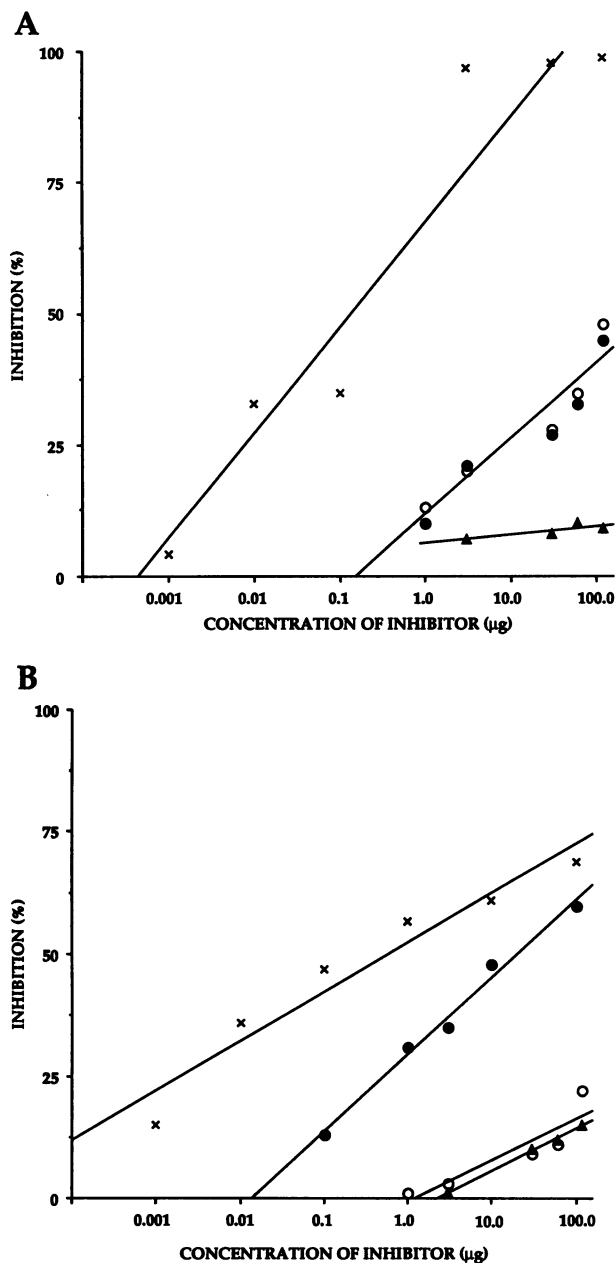 A
100
75
50
25
0
INHIBITION (%)
0.001 0.01 0.1 1.0 10.0 100.0
CONCENTRATION OF INHIBITOR (µg)
B
100
75
50
25
0
INHIBITION (%)
0.001 0.01 0.1 1.0 10.0 100.0
CONCENTRATION OF INHIBITOR (µg)